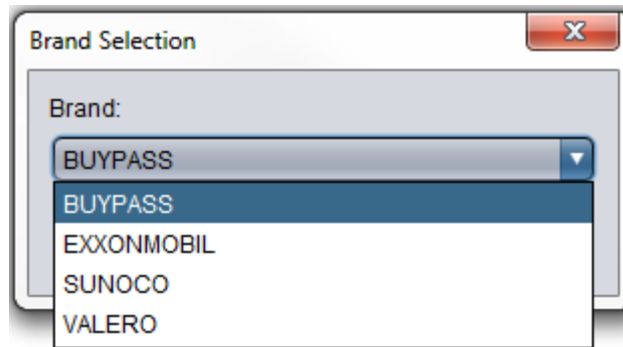 Brand Selection
Brand:
BUYPASS
BUYPASS
EXXONMOBIL
SUNOCO
VALERO